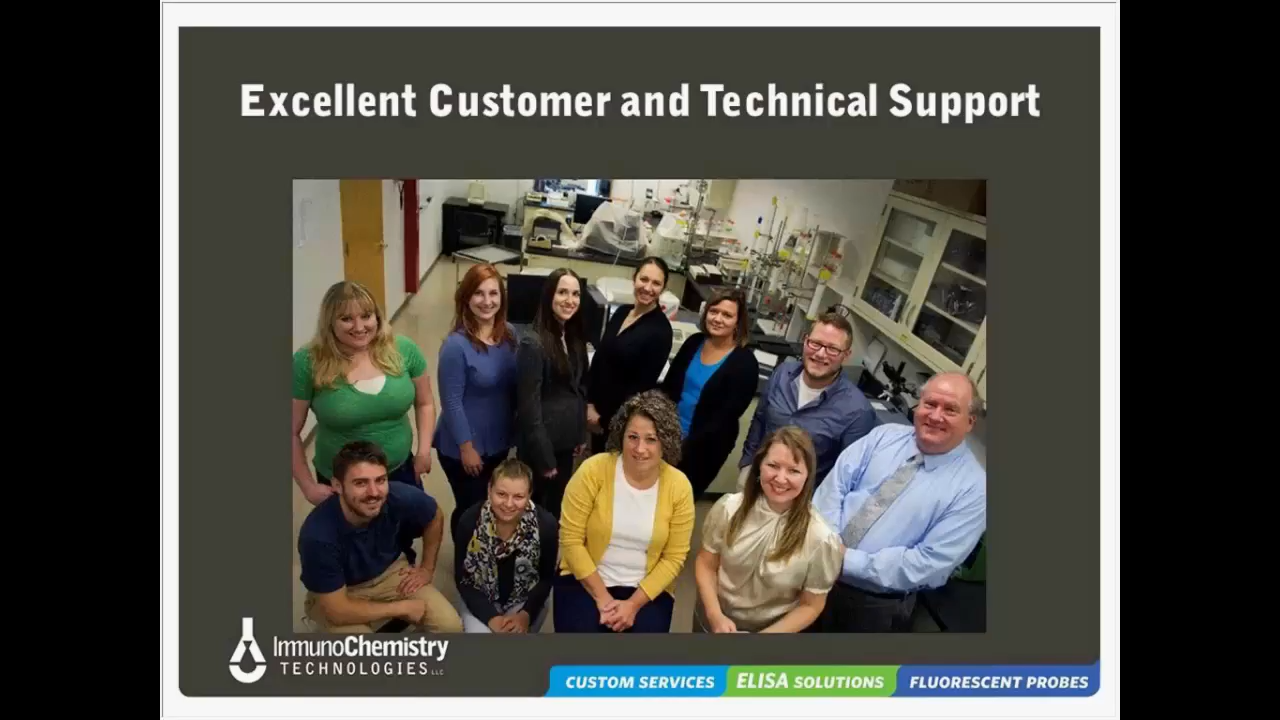 Excellent Customer and Technical Support
ImmunoChemistry
TECHNOLOGIES LLC
CUSTOM SERVICES
ELISA SOLUTIONS
FLUORESCENT PROBES